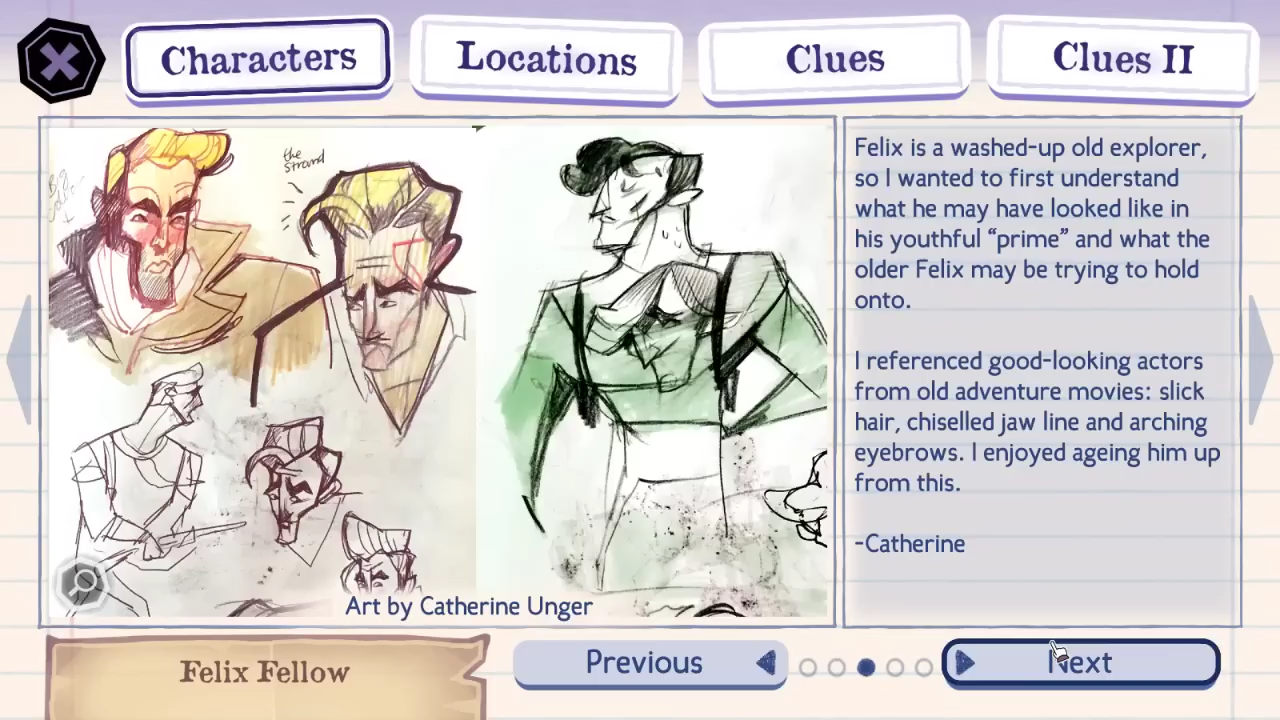 Characters
Locations
Clues
Clues II
the
strand
Felix is a washed-up old explorer,
so I wanted to first understand
what he may have looked like in
his youthful “prime” and what the
older Felix may be trying to hold
onto.
I referenced good-looking actors
from old adventure movies: slick
hair, chiselled jaw line and arching
eyebrows. I enjoyed ageing him up
from this.
-Catherine
Art by Catherine Unger
Felix Fellow
Previous
Next